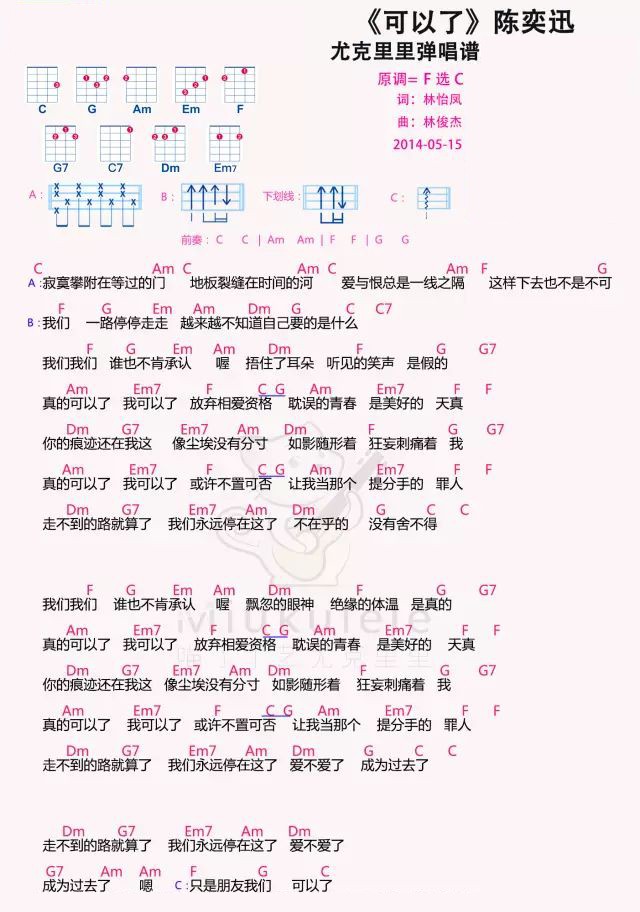 《可以了》陈奕迅
尤克里里弹唱谱
原调= F 选 C
词：林怡凤
曲：林俊杰
2014-05-15
C G Am Em F
G7 C7 Dm Em7
A： B： 下划线： C：
前奏：C C | Am Am | F F | G G
C Am C Am C Am F G
A：寂寞攀附在等过的门 地板裂缝在时间的河 爱与恨总是一线之隔 这样下去也不是不可
F G Em Am Dm G C C7
B：我们 一路停停走走 越来越不知道自己要的是什么
F G Em Am Dm F G G7
我们我们 谁也不肯承认 喔 捂住了耳朵 听见的笑声 是假的
Am Em7 F C G Am Em7 F F
真的可以了 我可以了 放弃相爱资格 耽误的青春 是美好的 天真
Dm G7 Em7 Am Dm F G G7
你的痕迹还在我这 像尘埃没有分寸 如影随形着 狂妄刺痛着 我
Am Em7 F C G Am Em7 F F
真的可以了 我可以了 或许不置可否 让我当那个 提分手的 罪人
Dm G7 Em7 Am Dm G C C
走不到的路就算了 我们永远停在这了 不在乎的 没有舍不得
F G Em Am Dm F G G7
我们我们 谁也不肯承认 喔 飘忽的眼神 绝缘的体温 是真的
Miukulele
Am Em7 F C G Am Em7 F F
真的可以了 我可以了 放弃相爱资格 耽误的青春 是美好的 天真
Dm G7 Em7 Am Dm F G G7
你的痕迹还在我这 像尘埃没有分寸 如影随形着 狂妄刺痛着 我
Am Em7 F C G Am Em7 F F
真的可以了 我可以了 或许不置可否 让我当那个 提分手的 罪人
Dm G7 Em7 Am Dm G C C
走不到的路就算了 我们永远停在这了 爱不爱了 成为过去了
Dm G7 Em7 Am Dm
走不到的路就算了 我们永远停在这了 爱不爱了
G7 Am Am F G C
成为过去了 嗯 C：只是朋友我们 可以了